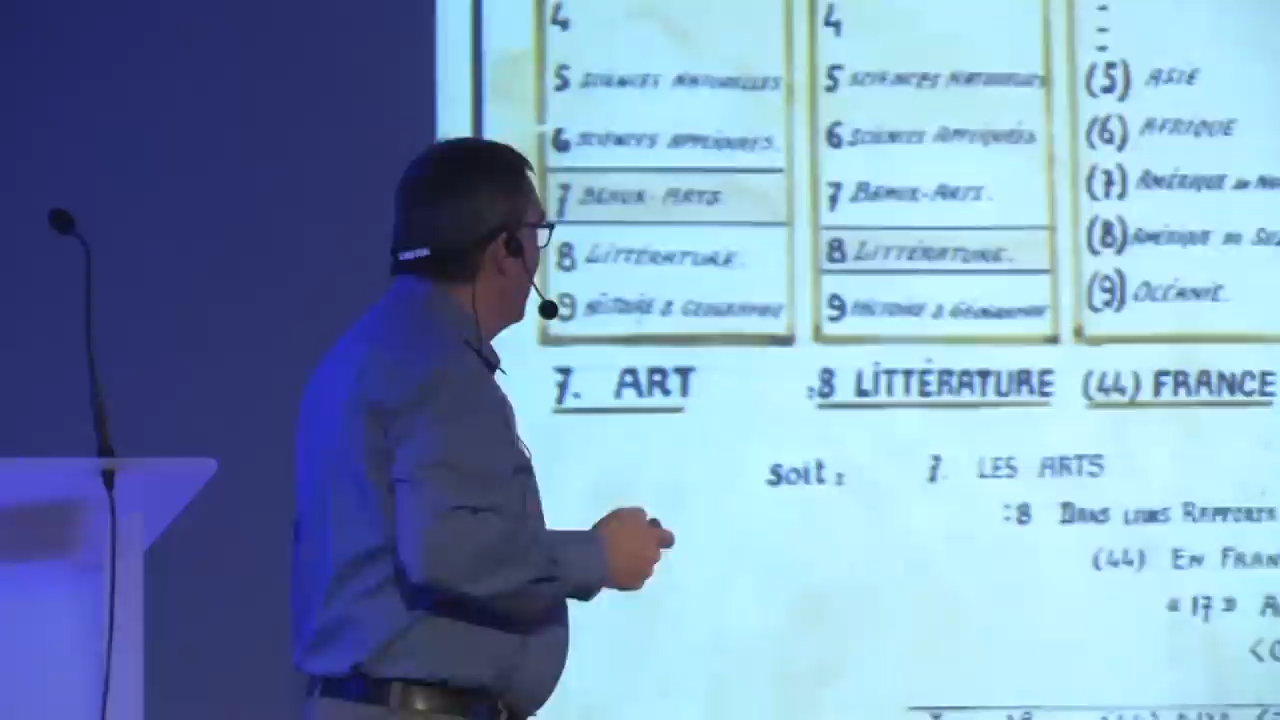 4
5 SCIENCES NATURELLES
6 SCIENCES APPLIQUÉES.
7 BEAUX-ARTS.
8 LITTÉRATURE.
9 HISTOIRE & GÉOGRAPHIE
7. ART
4
5 SCIENCES NATURELLES
6 SCIENCES APPLIQUÉES
7 BEAUX-ARTS.
8 LITTÉRATURE.
9 HISTOIRE & GÉOGRAPHIE
:8 LITTÉRATURE
(5) ASIE
(6) AFRIQUE
(7) AMÉRIQUE DU
(8) AMÉRIQUE DU
(9) OCÉANIE.
(44) FRANCE
Soit: 7. LES ARTS
:8 DANS LEURS RAPPORTS
(44) EN FRAN
«17» A